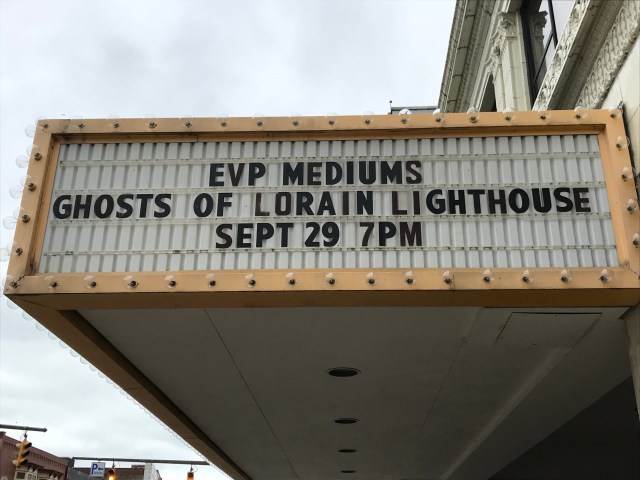 EVP MEDIUMS
GHOSTS OF LORAIN LIGHTHOUSE
SEPT 29 7PM
P